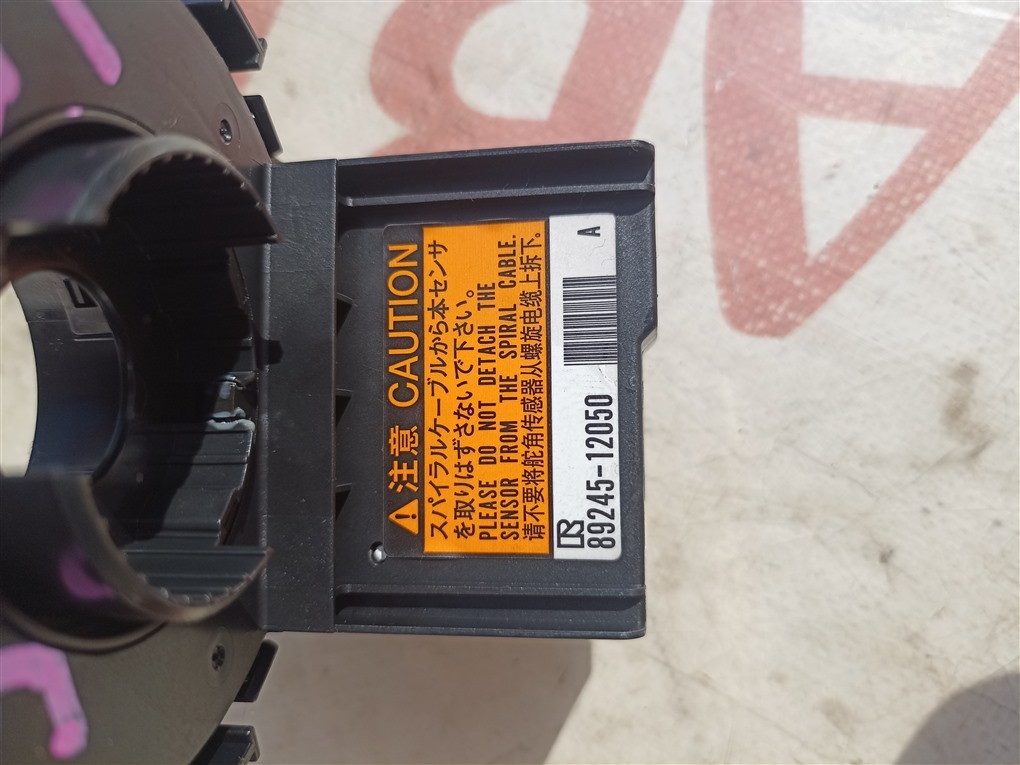 注意 CAUTION
スパイラルケーブルから本センサ
を取りはずさないで下さい。
PLEASE DO NOT DETACH THE
SENSOR FROM THE SPIRAL CABLE.
请不要将舵角传感器从螺旋电缆上拆下。
A
89245-12050